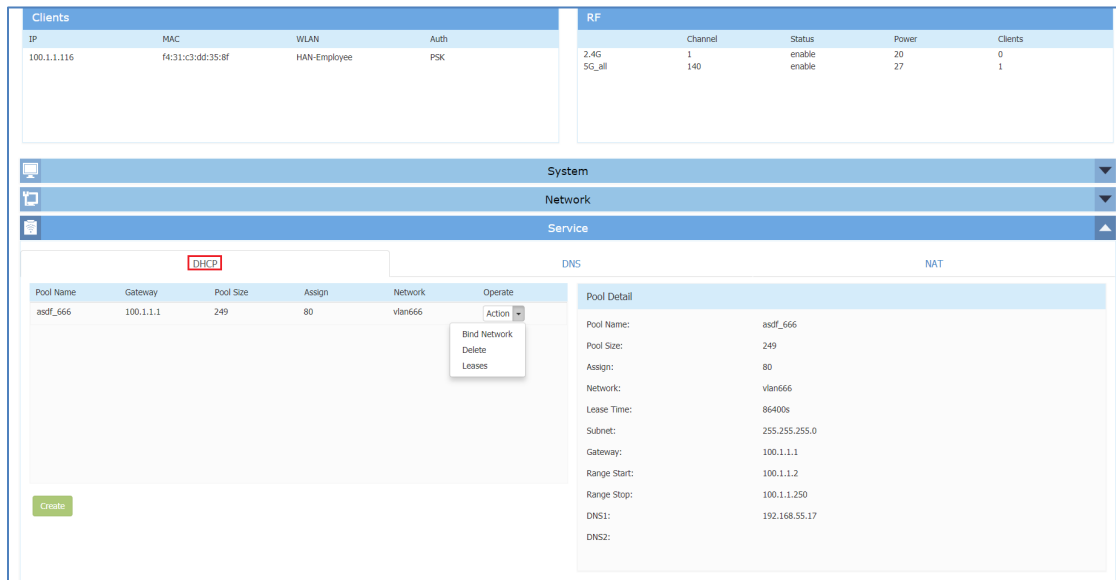 Clients
IP MAC WLAN Auth
100.1.1.116 f4:31:c3:dd:35:8f HAN-Employee PSK
RF
Channel Status Power Clients
2.4G 1 enable 20 0
5G_all 140 enable 27 1
System
Network
Service
DHCP DNS NAT
Pool Name Gateway Pool Size Assign Network Operate
asdf_666 100.1.1.1 249 80 vlan666 Action
Bind Network
Delete
Leases
Create
Pool Detail
Pool Name: asdf_666
Pool Size: 249
Assign: 80
Network: vlan666
Lease Time: 86400s
Subnet: 255.255.255.0
Gateway: 100.1.1.1
Range Start: 100.1.1.2
Range Stop: 100.1.1.250
DNS1: 192.168.55.17
DNS2: